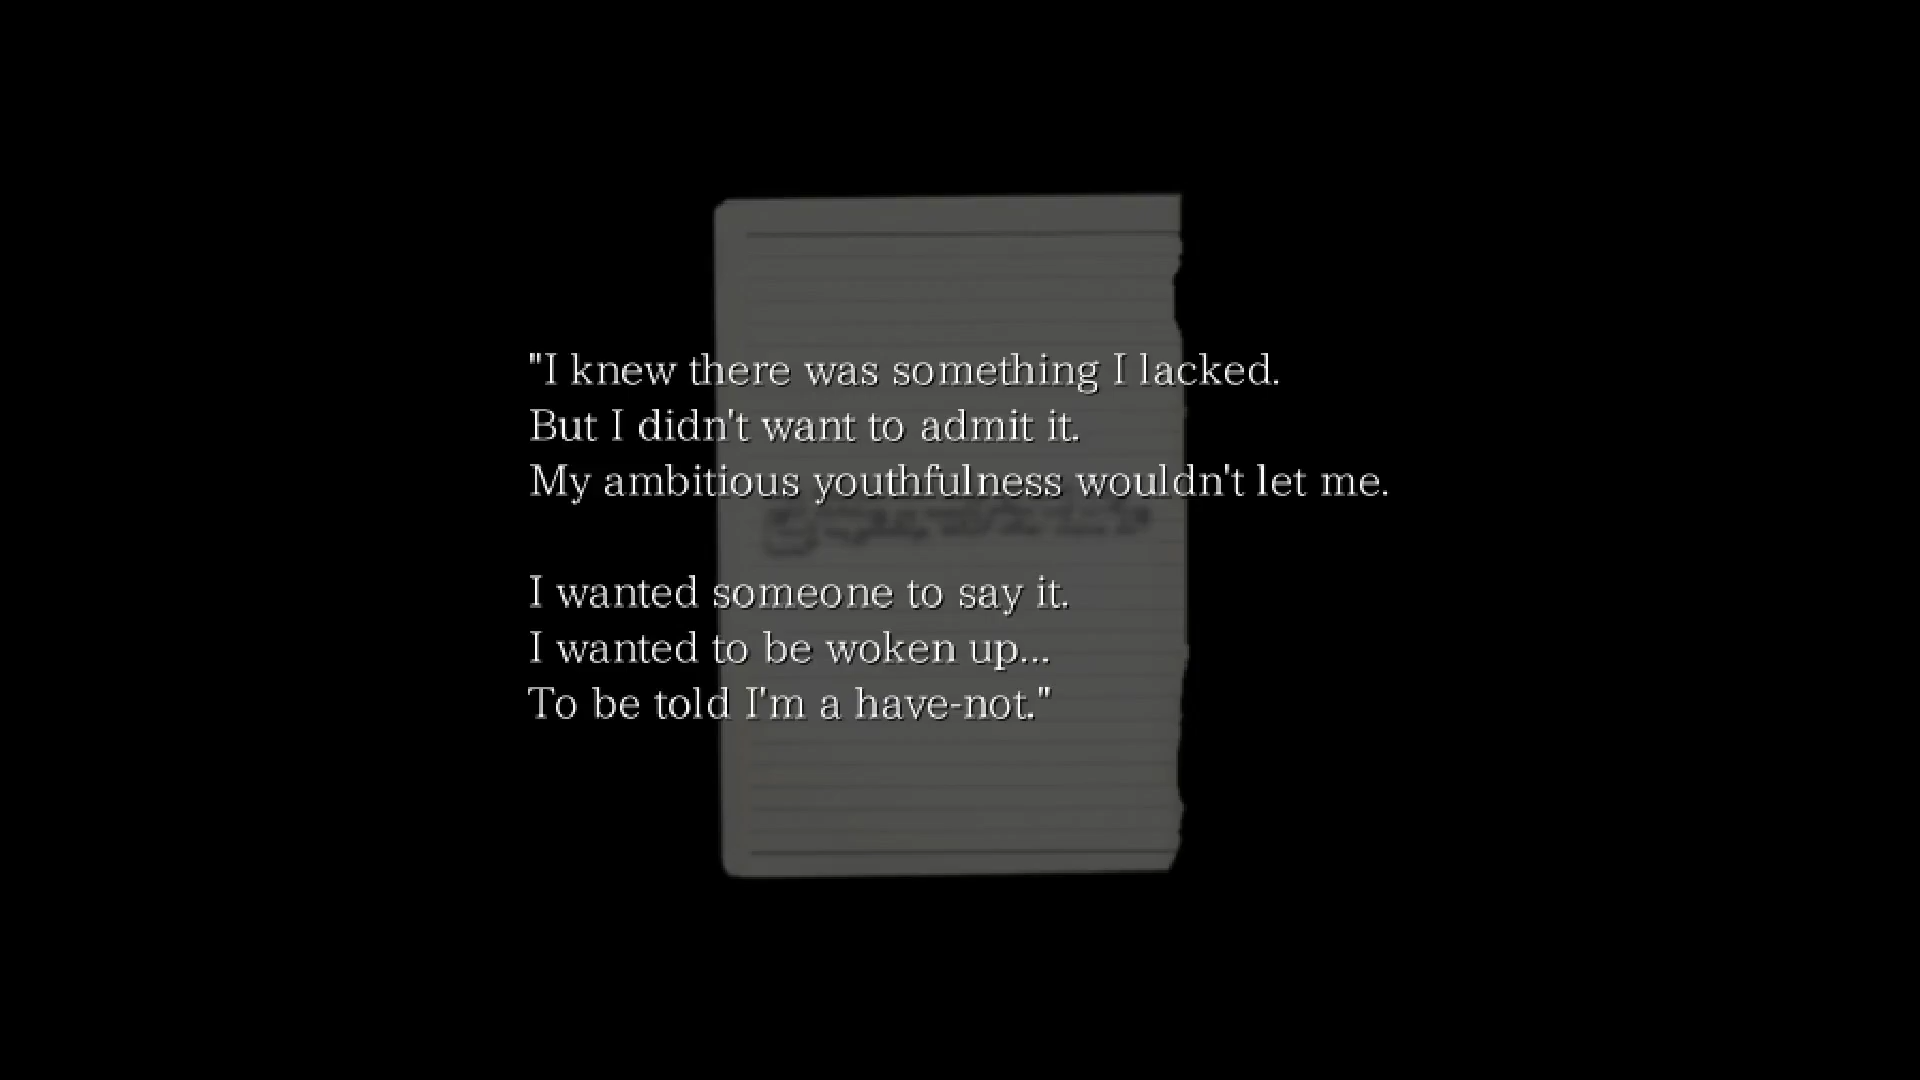 "I knew there was something I lacked.
But I didn't want to admit it.
My ambitious youthfulness wouldn't let me.
I wanted someone to say it.
I wanted to be woken up...
To be told I'm a have-not."